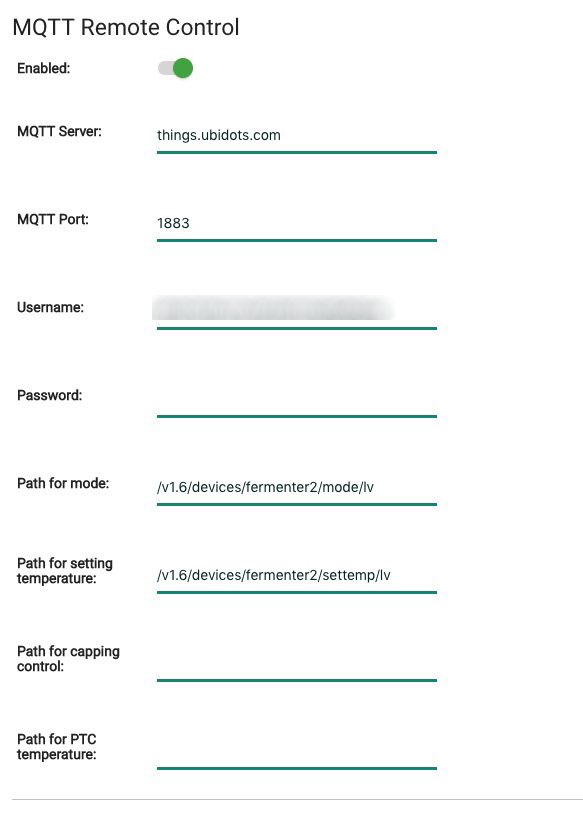 MQTT Remote Control
Enabled:
MQTT Server:
things.ubidots.com
MQTT Port:
1883
Username:
Password:
Path for mode:
/v1.6/devices/fermenter2/mode/lv
Path for setting
temperature:
/v1.6/devices/fermenter2/settemp/lv
Path for capping
control:
Path for PTC
temperature: